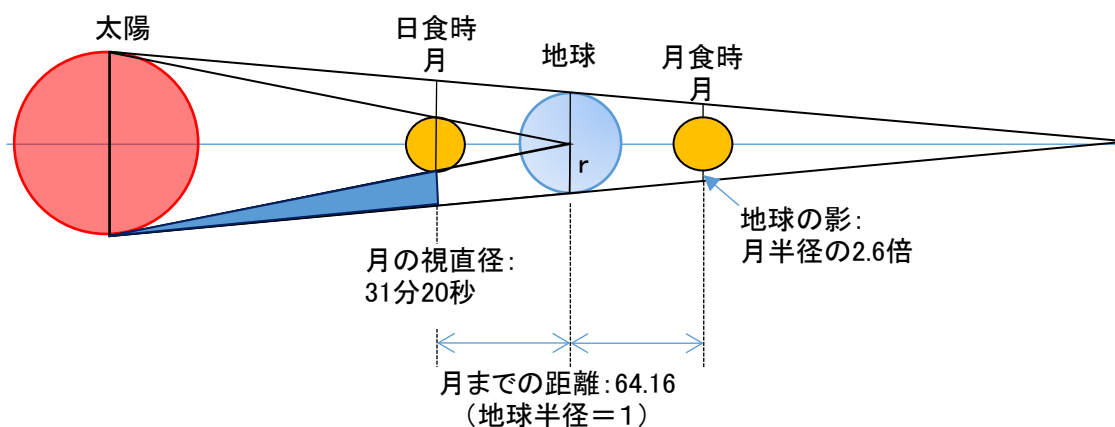 太陽
日食時
月
地球
月食時
月
r
地球の影:
月半径の2.6倍
月の視直径:
31分20秒
月までの距離:64.16
(地球半径=1)